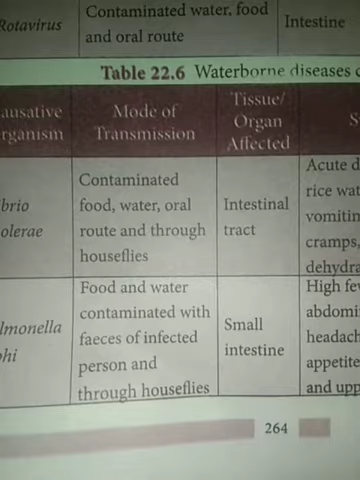 Rotavirus
Contaminated water, food
and oral route
Intestine
Table 22.6 Waterborne diseases c
ausative
rganism
Mode of
Transmission
Tissue/
Organ
Affected
S
brio
olerae
Contaminated
food, water, oral
route and through
houseflies
Intestinal
tract
Acute d
rice wat
vomitin
cramps,
dehydra
lmonella
phi
Food and water
contaminated with
faeces of infected
person and
through houseflies
Small
intestine
High fev
abdomi
headach
appetite
and upp
264